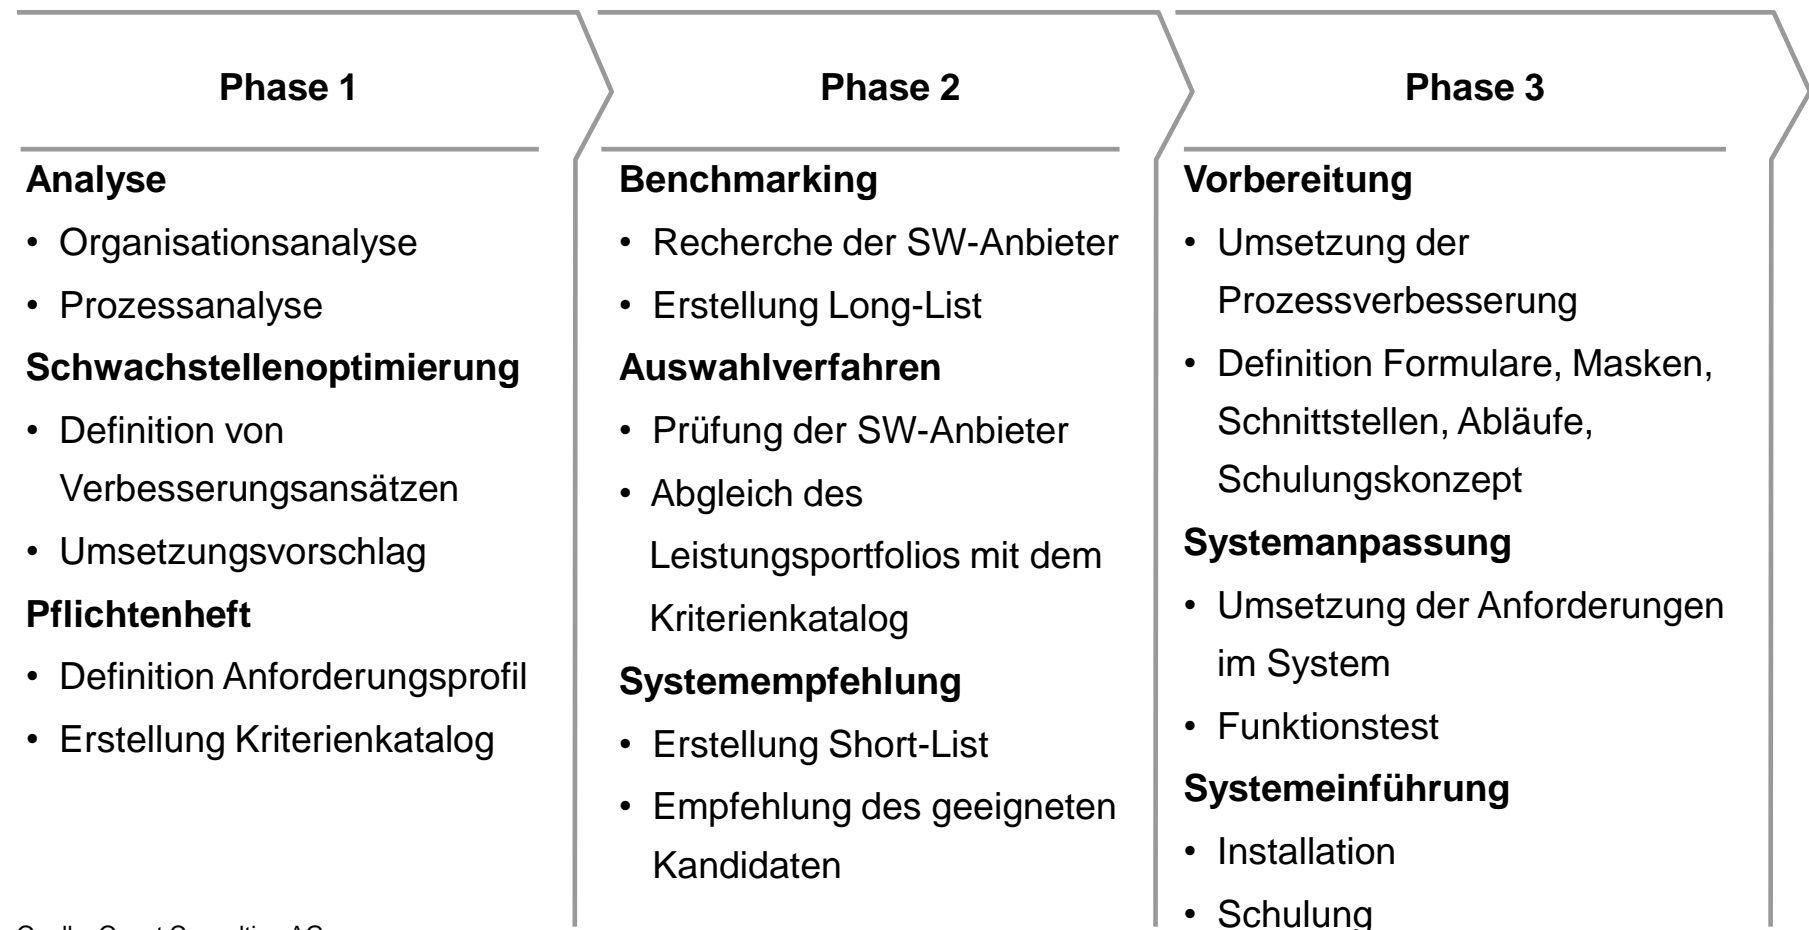 Phase 1
Analyse
• Organisationsanalyse
• Prozessanalyse
Schwachstellenoptimierung
• Definition von
Verbesserungsansätzen
• Umsetzungsvorschlag
Pflichtenheft
• Definition Anforderungsprofil
• Erstellung Kriterienkatalog
Phase 2
Benchmarking
• Recherche der SW-Anbieter
• Erstellung Long-List
Auswahlverfahren
• Prüfung der SW-Anbieter
• Abgleich des
Leistungsportfolios mit dem
Kriterienkatalog
Systemempfehlung
• Erstellung Short-List
• Empfehlung des geeigneten
Kandidaten
Phase 3
Vorbereitung
• Umsetzung der
Prozessverbesserung
• Definition Formulare, Masken,
Schnittstellen, Abläufe,
Schulungskonzept
Systemanpassung
• Umsetzung der Anforderungen
im System
• Funktionstest
Systemeinführung
• Installation
• Schulung